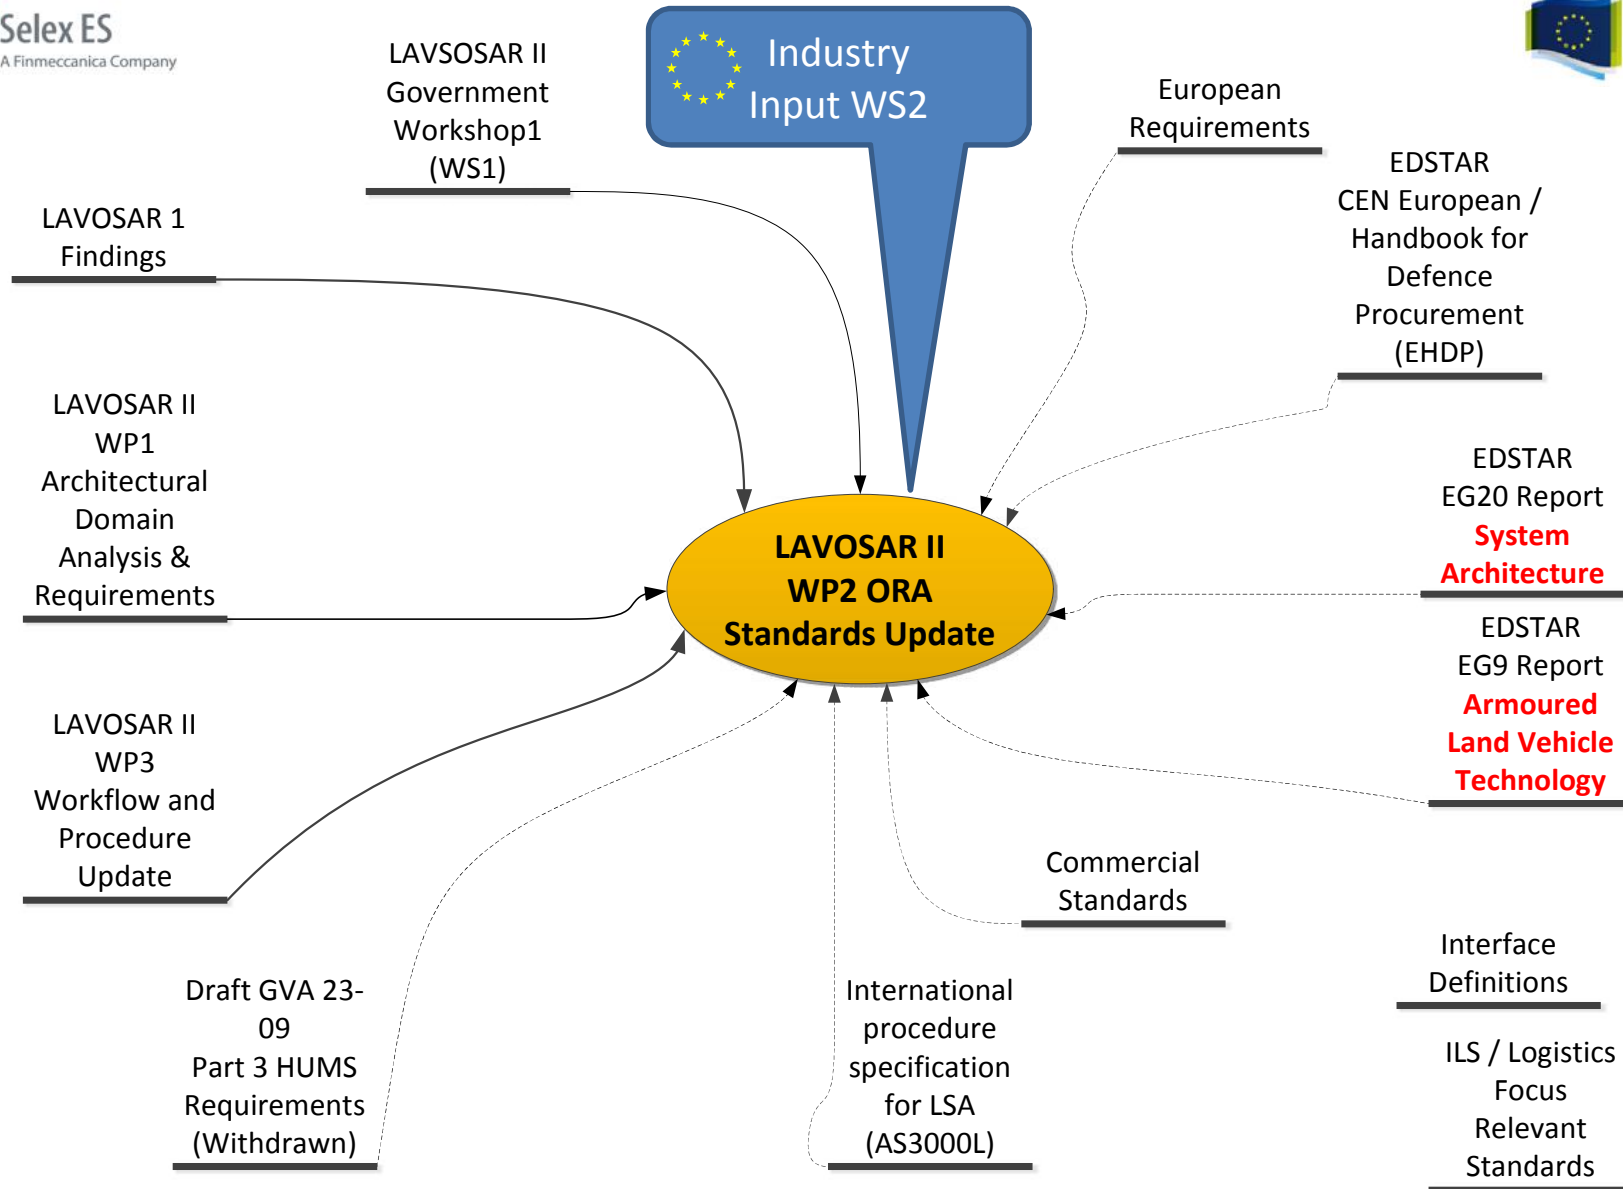 Selex ES
A Finmeccanica Company
LAVSOSAR II
Government
Workshop1
(WS1)
Industry
Input WS2
European
Requirements
EDSTAR
CEN European /
Handbook for
Defence
Procurement
(EHDP)
LAVOSAR 1
Findings
LAVOSAR II
WP1
Architectural
Domain
Analysis &
Requirements
LAVOSAR II
WP2 ORA
Standards Update
EDSTAR
EG20 Report
System
Architecture
EDSTAR
EG9 Report
Armoured
Land Vehicle
Technology
LAVOSAR II
WP3
Workflow and
Procedure
Update
Commercial
Standards
Draft GVA 23-
09
Part 3 HUMS
Requirements
(Withdrawn)
International
procedure
specification
for LSA
(AS3000L)
Interface
Definitions
ILS / Logistics
Focus
Relevant
Standards